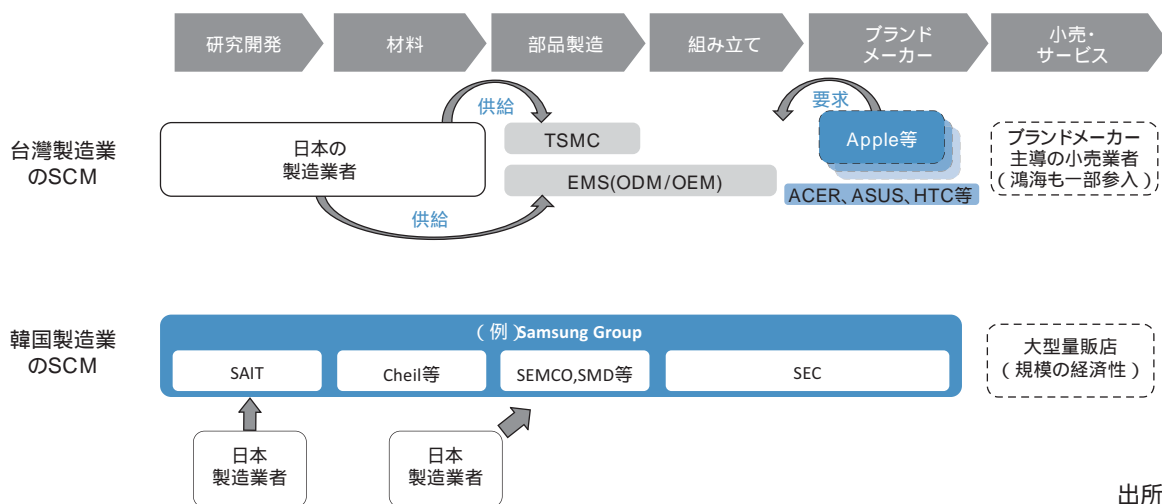 研究開発
材料
部品製造
組み立て
ブランド
メーカー
小売・
サービス
台灣製造業
のSCM
供給
要求
日本の
製造業者
TSMC
EMS(ODM/OEM)
供給
Apple等
ACER、ASUS、HTC等
ブランドメーカー
主導の小売業者
(鴻海も一部参入)
韓国製造業
のSCM
(例)Samsung Group
SAIT
Cheil等
SEMCO,SMD等
SEC
大型量販店
(規模の経済性)
日本
製造業者
日本
製造業者
出所